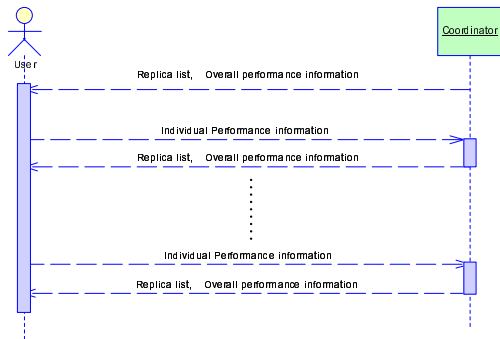 Coordinator
User
Replica list, Overall performance information
Individual Performance information
Replica list, Overall performance information
Individual Performance information
Replica list, Overall performance information